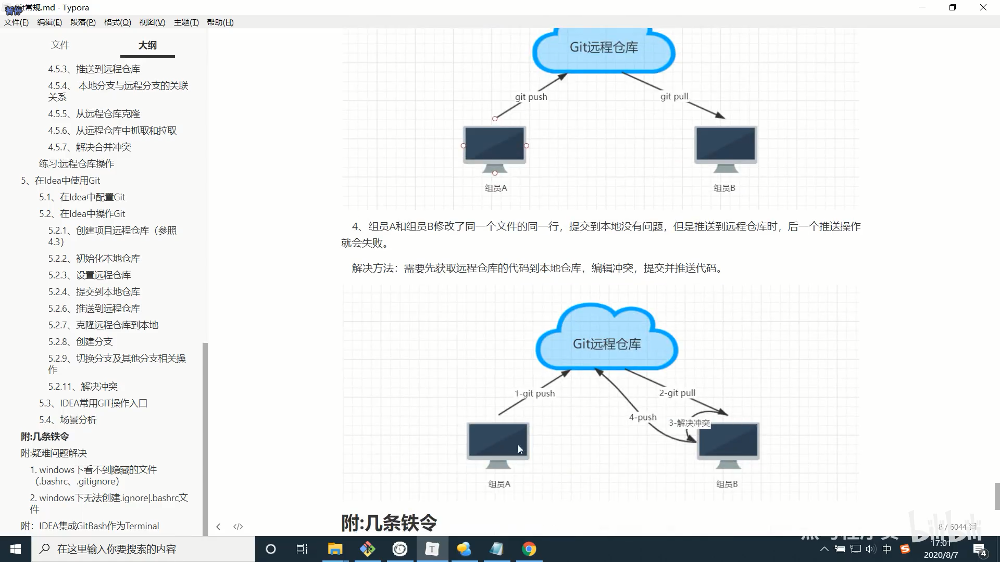 Git常规.md - Typora
暂停
文件(F) 编辑(E) 段落(P) 格式(O) 视图(V) 主题(T) 帮助(H)
文件 大纲
4.5.3、推送到远程仓库
4.5.4、 本地分支与远程分支的关联
关系
4.5.5、从远程仓库克隆
4.5.6、从远程仓库中抓取和拉取
4.5.7、解决合并冲突
练习:远程仓库操作
5、在Idea中使用Git
5.1、在Idea中配置Git
5.2、在Idea中操作Git
5.2.1、创建项目远程仓库（参照
4.3）
5.2.2、初始化本地仓库
5.2.3、设置远程仓库
5.2.4、提交到本地仓库
5.2.6、推送到远程仓库
5.2.7、克隆远程仓库到本地
5.2.8、创建分支
5.2.9、切换分支及其他分支相关操
作
5.2.11、解决冲突
5.3、IDEA常用GIT操作入口
5.4、场景分析
附:几条铁令
附:疑难问题解决
1. windows下看不到隐藏的文件
（.bashrc、.gitignore）
2. windows下无法创建.ignore|.bashrc文
件
附：IDEA集成GitBash作为Terminal
Git远程仓库
git push
git pull
组员A
组员B
4、组员A和组员B修改了同一个文件的同一行，提交到本地没有问题，但是推送到远程仓库时，后一个推送操作
就会失败。
解决方法：需要先获取远程仓库的代码到本地仓库，编辑冲突，提交并推送代码。
Git远程仓库
1-git push
2-git pull
4-push
3-解决冲突
组员A
组员B
附:几条铁令
</>
8 / 6044 词
bilibili
在这里输入你要搜索的内容
T
中
17:01
2020/8/7
4